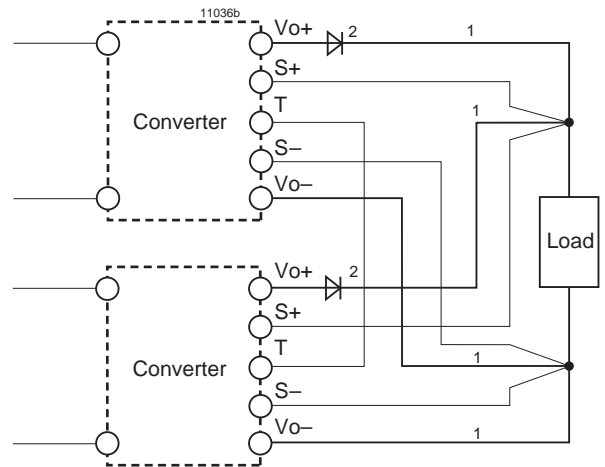 11036b
Vo+
2
1
S+
T
1
Converter
S–
Vo–
Load
Vo+
2
S+
T
1
Converter
S–
Vo–
1